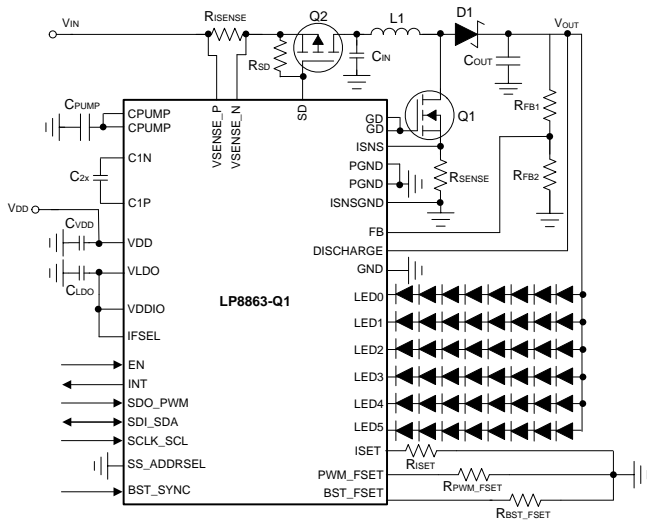 VIN
RISENSE
Q2
L1
D1
VOUT
RSD
CIN
COUT
RFB1
CPUMP
CPUMP
CPUMP
VSENSE_P
VSENSE_N
SD
GD
GD
Q1
C1N
ISNS
C2x
PGND
RSENSE
RFB2
C1P
PGND
VDD
ISNSGND
CVDD
FB
VDD
DISCHARGE
VLDO
GND
CLDO
LP8863-Q1
LED0
VDDIO
LED1
IFSEL
LED2
EN
LED3
INT
SDO_PWM
LED4
SDI_SDA
LED5
SCLK_SCL
ISET
RISET
SS_ADDRSEL
PWM_FSET
RPWM_FSET
BST_SYNC
BST_FSET
RBST_FSET